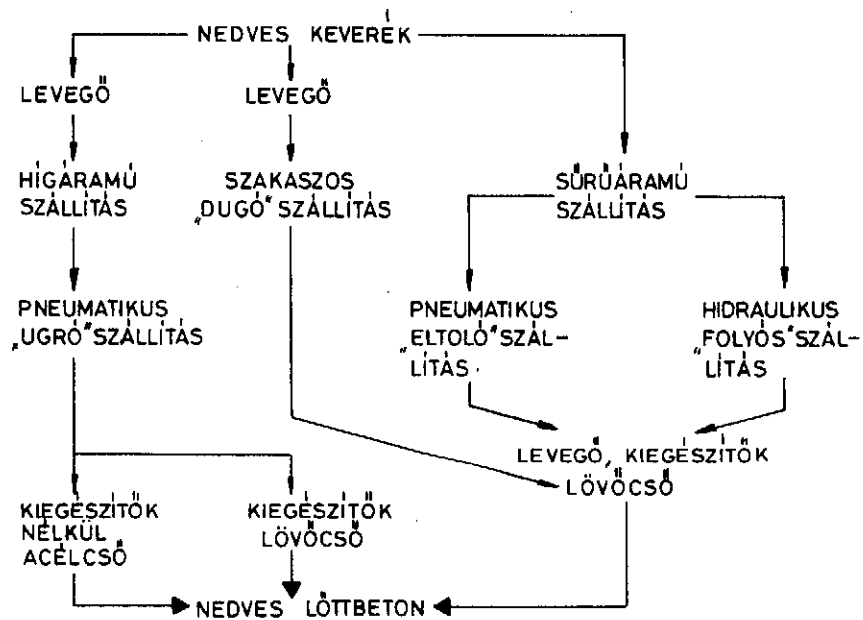 NEDVES KEVERÉK
LEVEGŐ
LEVEGŐ
HÍGÁRAMÚ
SZÁLLÍTÁS
SZAKASZOS
„DUGÓ" SZÁLLÍTÁS
SŰRŰÁRAMÚ
SZÁLLÍTÁS
PNEUMATIKUS
„UGRÓ" SZÁLLÍTÁS
PNEUMATIKUS
„ELTOLÓ" SZÁL-
LÍTÁS
HIDRAULIKUS
„FOLYÓS" SZÁL-
LÍTÁS
LEVEGŐ, KIEGÉSZÍTŐK
LÖVŐCSŐ
KIEGÉSZÍTŐK
NÉLKÜL
ACÉLCSŐ
KIEGÉSZÍTŐK
LÖVŐCSŐ
NEDVES LŐTTBETON